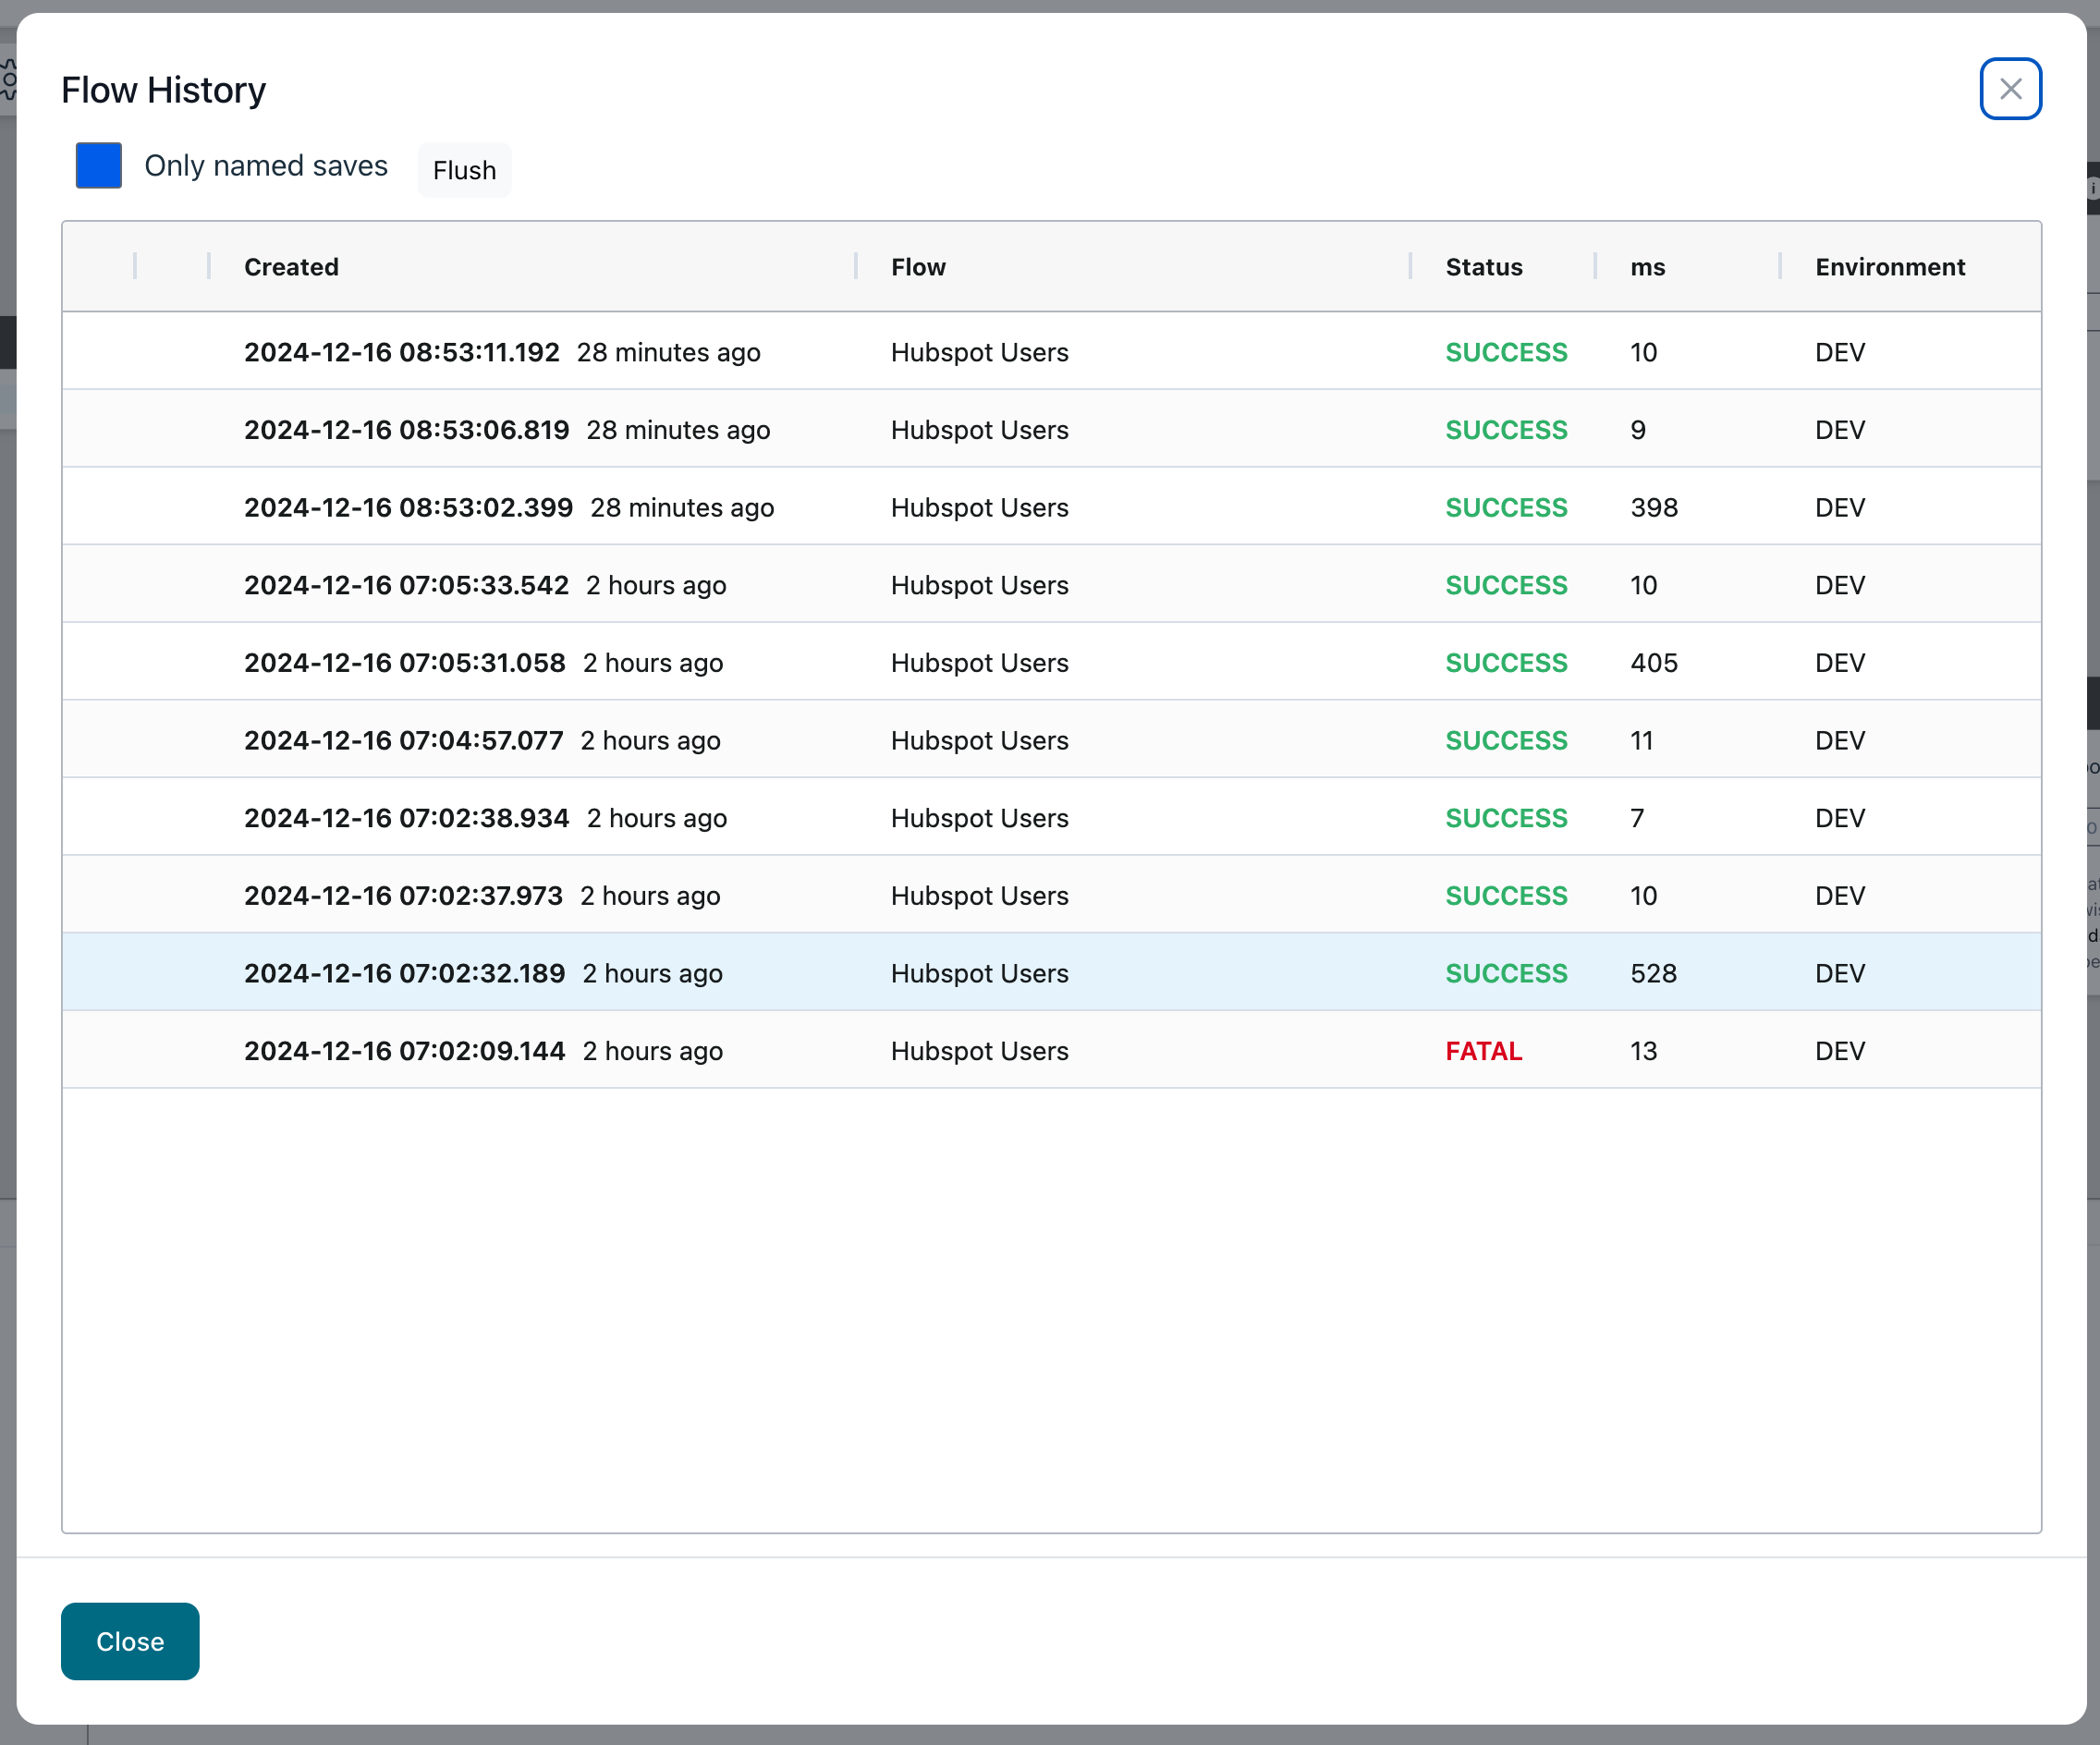 Flow History
Only named saves Flush
Created Flow Status ms Environment
2024-12-16 08:53:11.192 28 minutes ago Hubspot Users SUCCESS 10 DEV
2024-12-16 08:53:06.819 28 minutes ago Hubspot Users SUCCESS 9 DEV
2024-12-16 08:53:02.399 28 minutes ago Hubspot Users SUCCESS 398 DEV
2024-12-16 07:05:33.542 2 hours ago Hubspot Users SUCCESS 10 DEV
2024-12-16 07:05:31.058 2 hours ago Hubspot Users SUCCESS 405 DEV
2024-12-16 07:04:57.077 2 hours ago Hubspot Users SUCCESS 11 DEV
2024-12-16 07:02:38.934 2 hours ago Hubspot Users SUCCESS 7 DEV
2024-12-16 07:02:37.973 2 hours ago Hubspot Users SUCCESS 10 DEV
2024-12-16 07:02:32.189 2 hours ago Hubspot Users SUCCESS 528 DEV
2024-12-16 07:02:09.144 2 hours ago Hubspot Users FATAL 13 DEV
Close